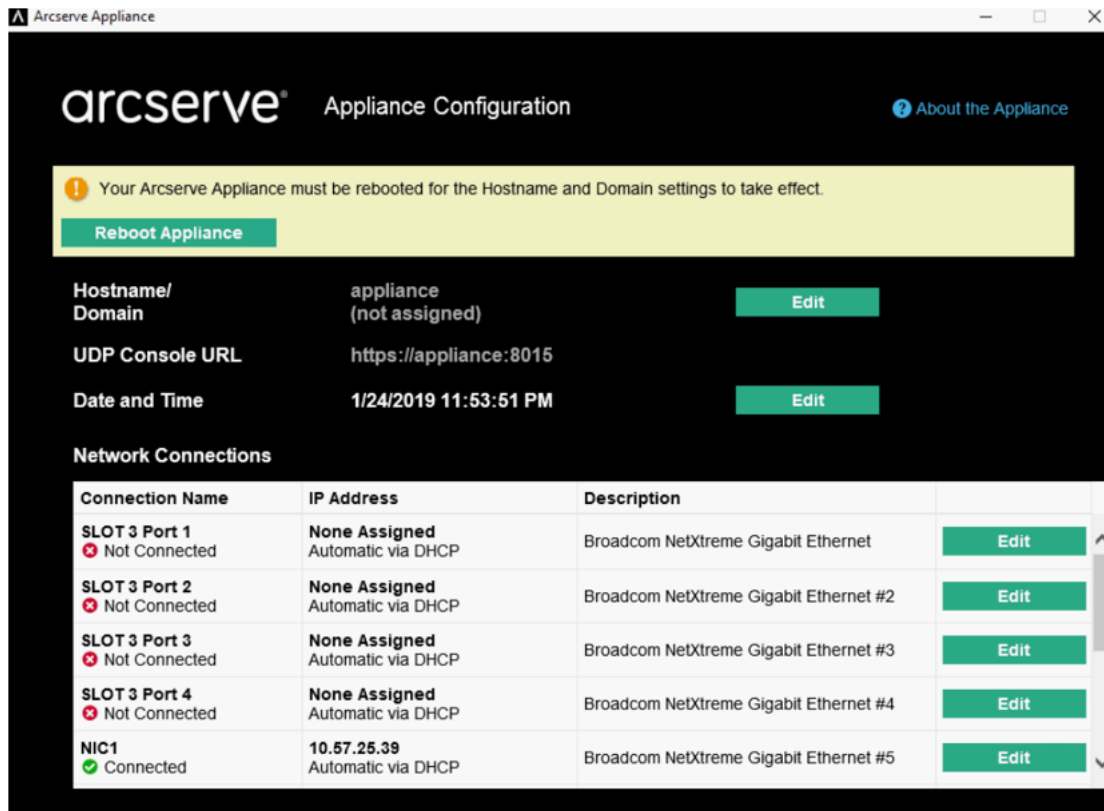 Arcserve Appliance
arcserve® Appliance Configuration
About the Appliance
Your Arcserve Appliance must be rebooted for the Hostname and Domain settings to take effect.
Reboot Appliance
Hostname/ appliance Edit
Domain (not assigned)
UDP Console URL https://appliance:8015
Date and Time 1/24/2019 11:53:51 PM Edit
Network Connections
Connection Name IP Address Description
SLOT 3 Port 1 None Assigned Broadcom NetXtreme Gigabit Ethernet Edit
Not Connected Automatic via DHCP
SLOT 3 Port 2 None Assigned Broadcom NetXtreme Gigabit Ethernet #2 Edit
Not Connected Automatic via DHCP
SLOT 3 Port 3 None Assigned Broadcom NetXtreme Gigabit Ethernet #3 Edit
Not Connected Automatic via DHCP
SLOT 3 Port 4 None Assigned Broadcom NetXtreme Gigabit Ethernet #4 Edit
Not Connected Automatic via DHCP
NIC1 10.57.25.39 Broadcom NetXtreme Gigabit Ethernet #5 Edit
Connected Automatic via DHCP